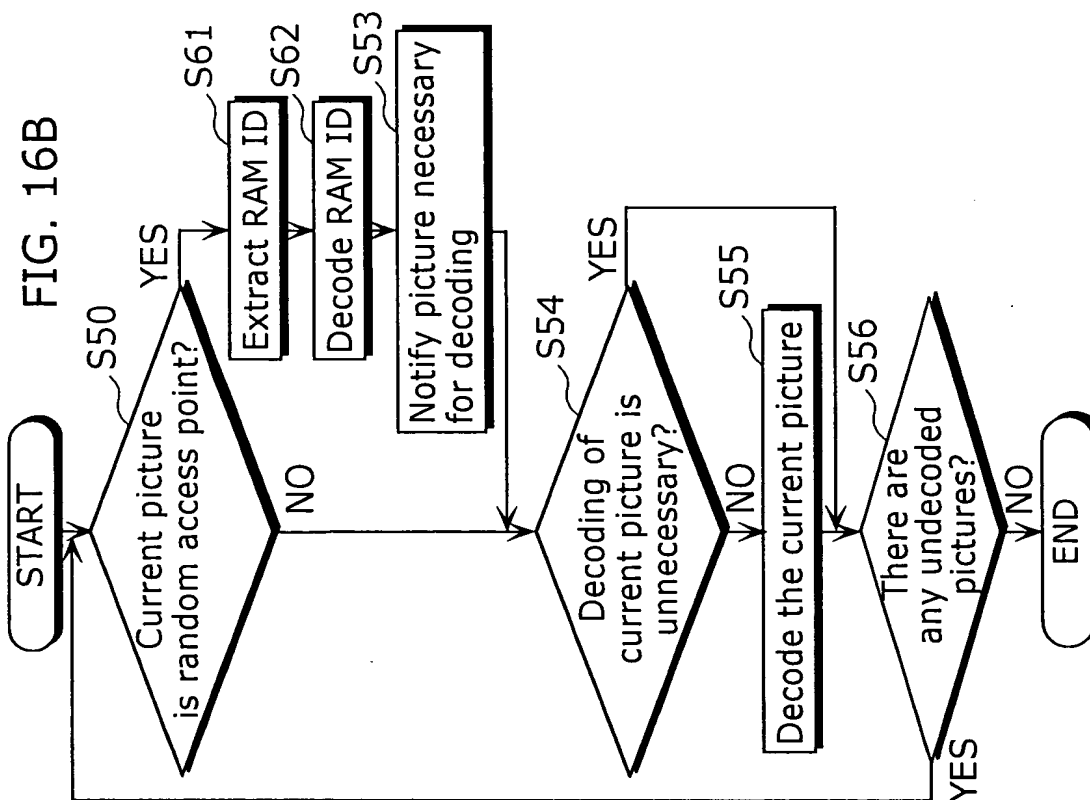 FIG. 16B
START
S50
Current picture
is random access point?
YES
S61
Extract RAM ID
S62
Decode RAM ID
S53
Notify picture necessary
for decoding
NO
S54
Decoding of
current picture is
unnecessary?
YES
NO
S55
Decode the current picture
S56
There are
any undecoded
pictures?
YES
NO
END